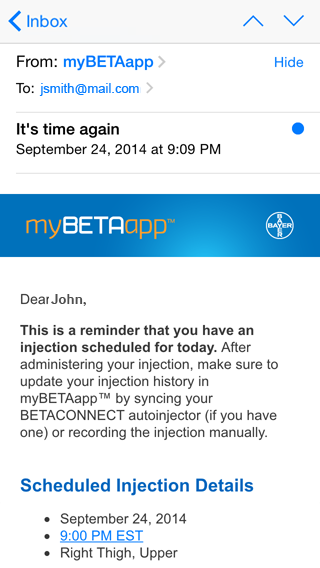 Inbox
From: myBETAapp Hide
To: jsmith@mail.com
It's time again
September 24, 2014 at 9:09 PM
myBETAapp™ BAYER BAYER
Dear John,
This is a reminder that you have an
injection scheduled for today. After
administering your injection, make sure to
update your injection history in
myBETAapp™ by syncing your
BETACONNECT autoinjector (if you have
one) or recording the injection manually.
Scheduled Injection Details
• September 24, 2014
• 9:00 PM EST
• Right Thigh, Upper